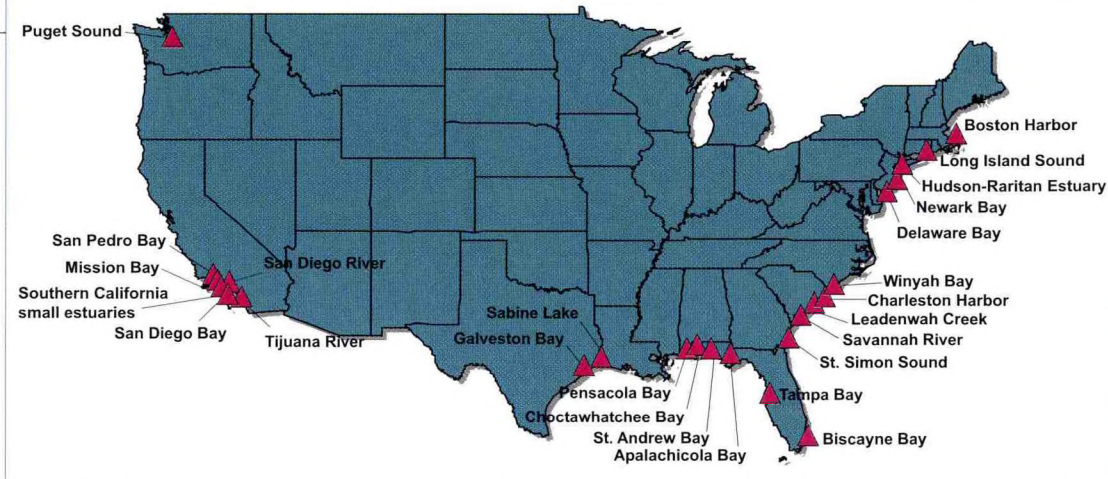 Puget Sound
San Pedro Bay
Mission Bay
Southern California
small estuaries
San Diego Bay
San Diego River
Tijuana River
Sabine Lake
Galveston Bay
Pensacola Bay
Choctawhatchee Bay
St. Andrew Bay
Apalachicola Bay
Boston Harbor
Long Island Sound
Hudson-Raritan Estuary
Newark Bay
Delaware Bay
Winyah Bay
Charleston Harbor
Leadenwah Creek
Savannah River
St. Simon Sound
Tampa Bay
Biscayne Bay